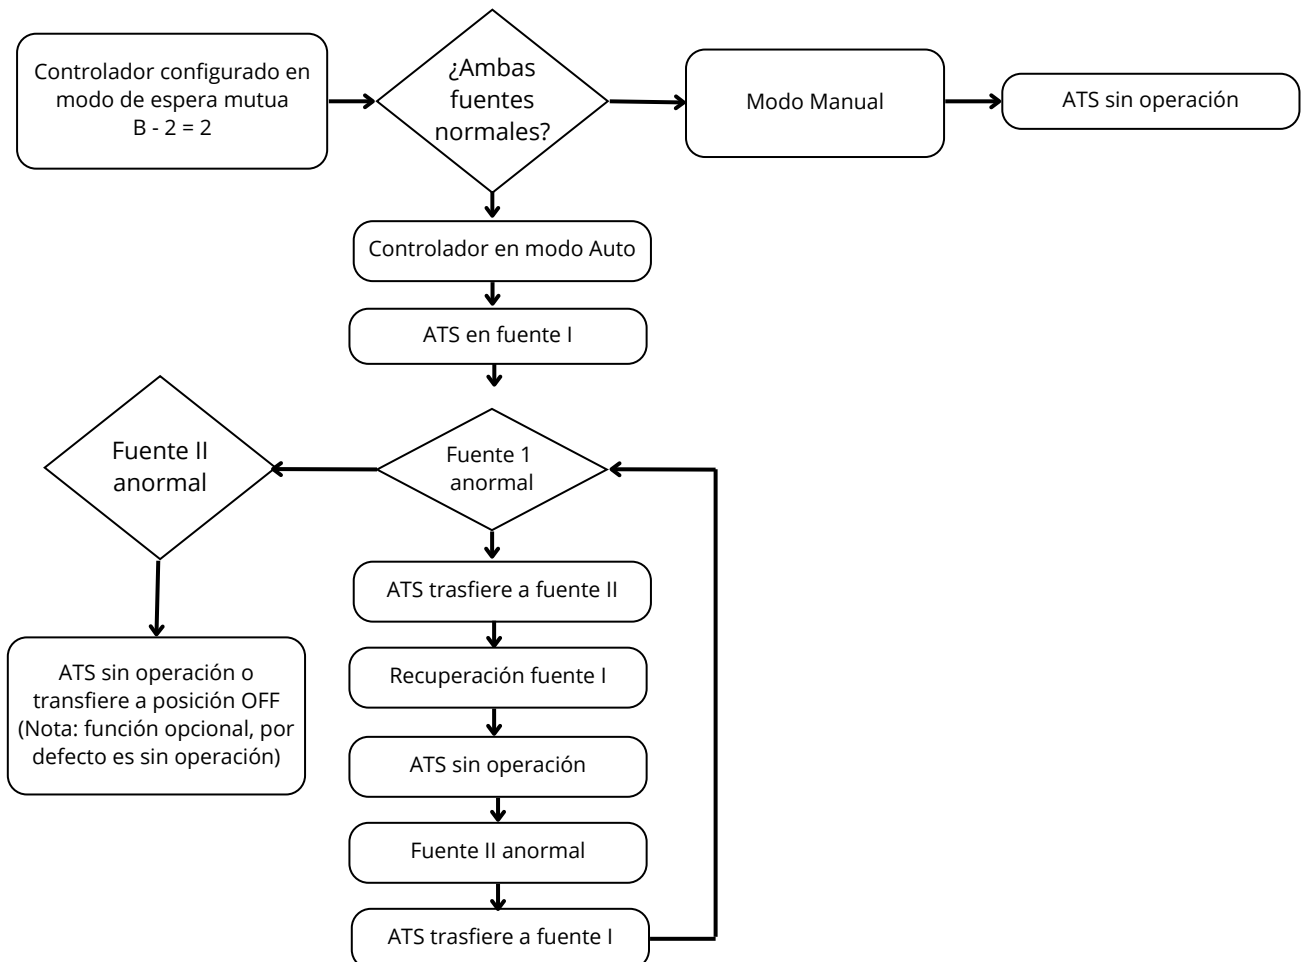 Controlador configurado en
modo de espera mutua
B - 2 = 2
¿Ambas
fuentes
normales?
Modo Manual
ATS sin operación
Controlador en modo Auto
ATS en fuente I
Fuente II
anormal
Fuente 1
anormal
ATS trasfiere a fuente II
Recuperación fuente I
ATS sin operación o
transfiere a posición OFF
(Nota: función opcional, por
defecto es sin operación)
ATS sin operación
Fuente II anormal
ATS trasfiere a fuente I